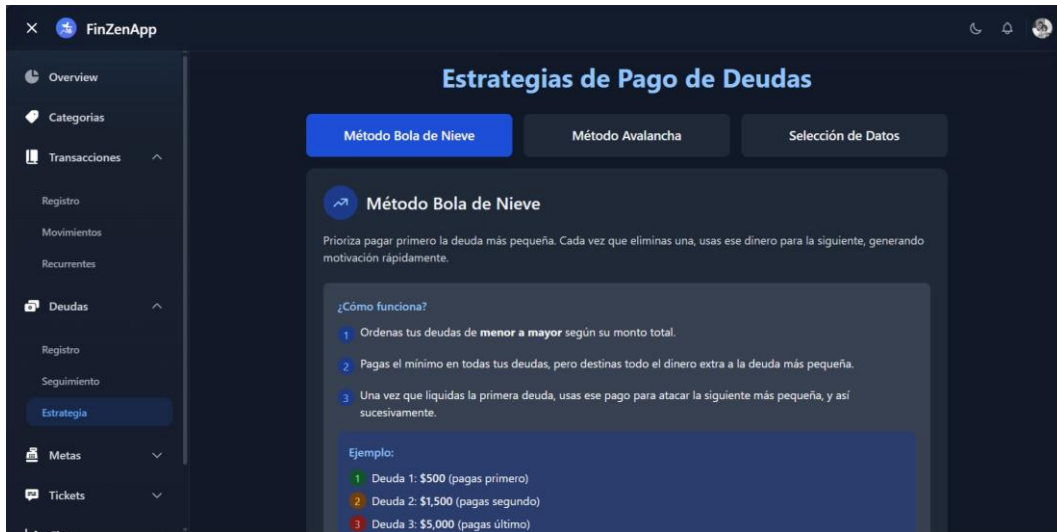 FinZenApp
Overview
Categorias
Transacciones
Registro
Movimientos
Recurrentes
Deudas
Registro
Seguimiento
Estrategia
Metas
Tickets
Estrategias de Pago de Deudas
Método Bola de Nieve
Método Avalancha
Selección de Datos
Método Bola de Nieve
Prioriza pagar primero la deuda más pequeña. Cada vez que eliminas una, usas ese dinero para la siguiente, generando
motivación rápidamente.
¿Cómo funciona?
1 Ordenas tus deudas de menor a mayor según su monto total.
2 Pagas el mínimo en todas tus deudas, pero destinas todo el dinero extra a la deuda más pequeña.
3 Una vez que liquidas la primera deuda, usas ese pago para atacar la siguiente más pequeña, y así
sucesivamente.
Ejemplo:
1 Deuda 1: $500 (pagas primero)
2 Deuda 2: $1,500 (pagas segundo)
3 Deuda 3: $5,000 (pagas último)